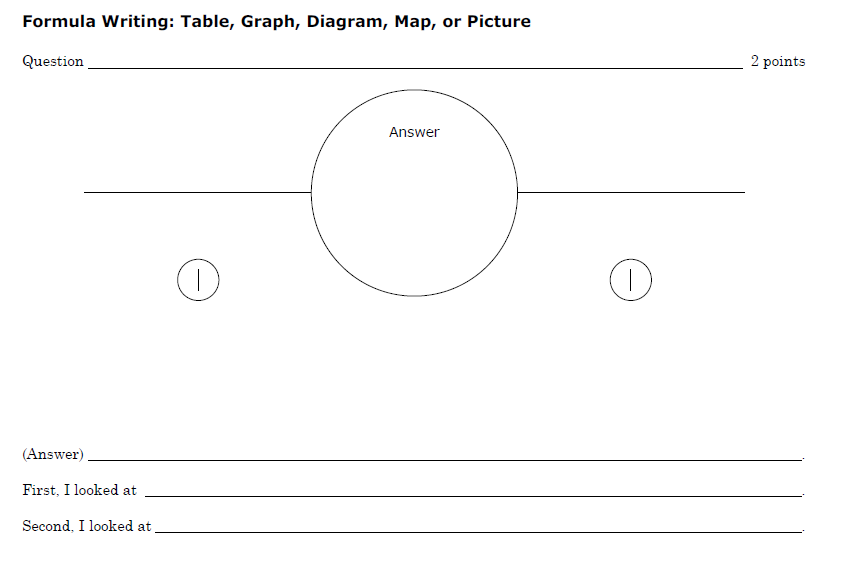 Formula Writing: Table, Graph, Diagram, Map, or Picture
Question 2 points
Answer
(Answer) .
First, I looked at .
Second, I looked at .